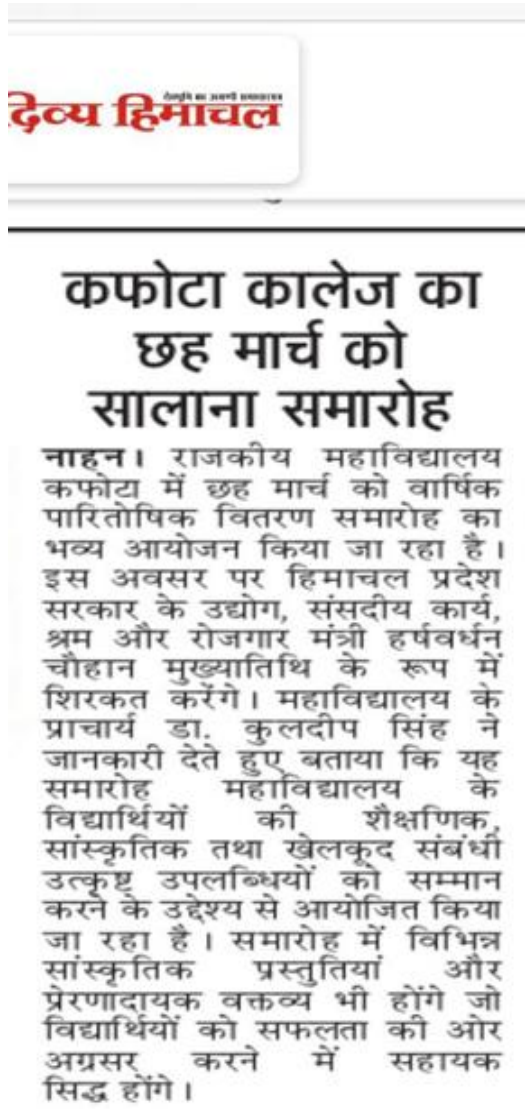 दिव्य हिमाचल
कफोटा कालेज का
छह मार्च को
सालाना समारोह
नाहन। राजकीय महाविद्यालय
कफोटा में छह मार्च को वार्षिक
पारितोषिक वितरण समारोह का
भव्य आयोजन किया जा रहा है।
इस अवसर पर हिमाचल प्रदेश
सरकार के उद्योग, संसदीय कार्य,
श्रम और रोजगार मंत्री हर्षवर्धन
चौहान मुख्यातिथि के रूप में
शिरकत करेंगे। महाविद्यालय के
प्राचार्य डा. कुलदीप सिंह ने
जानकारी देते हुए बताया कि यह
समारोह महाविद्यालय के
विद्यार्थियों की शैक्षणिक,
सांस्कृतिक तथा खेलकूद संबंधी
उत्कृष्ट उपलब्धियों को सम्मान
करने के उद्देश्य से आयोजित किया
जा रहा है। समारोह में विभिन्न
सांस्कृतिक प्रस्तुतियां और
प्रेरणादायक वक्तव्य भी होंगे जो
विद्यार्थियों को सफलता की ओर
अग्रसर करने में सहायक
सिद्ध होंगे।